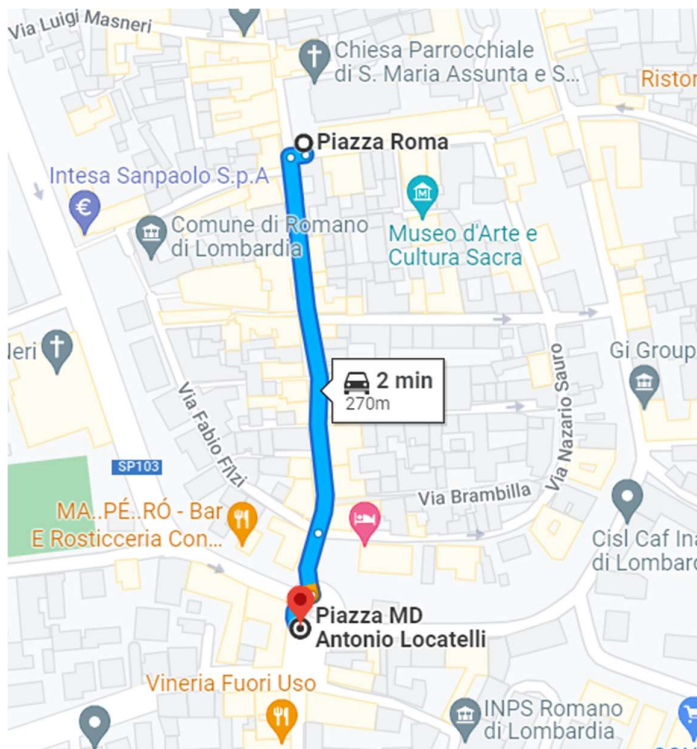 Via Luigi Masneri
Chiesa Parrocchiale
di S. Maria Assunta e S...
Ristor
Piazza Roma
Intesa Sanpaolo S.p.A
€
Comune di Romano
di Lombardia
Museo d'Arte e
Cultura Sacra
Neri
2 min
270m
Gi Group
Via Nazario Sauro
Via Fabio Filzi
SP103
Via Brambilla
MA..PÉ..RÓ - Bar
E Rosticceria Con...
Cisl Caf Ina
di Lombard
Piazza MD
Antonio Locatelli
Vineria Fuori Uso
INPS Romano
di Lombardia